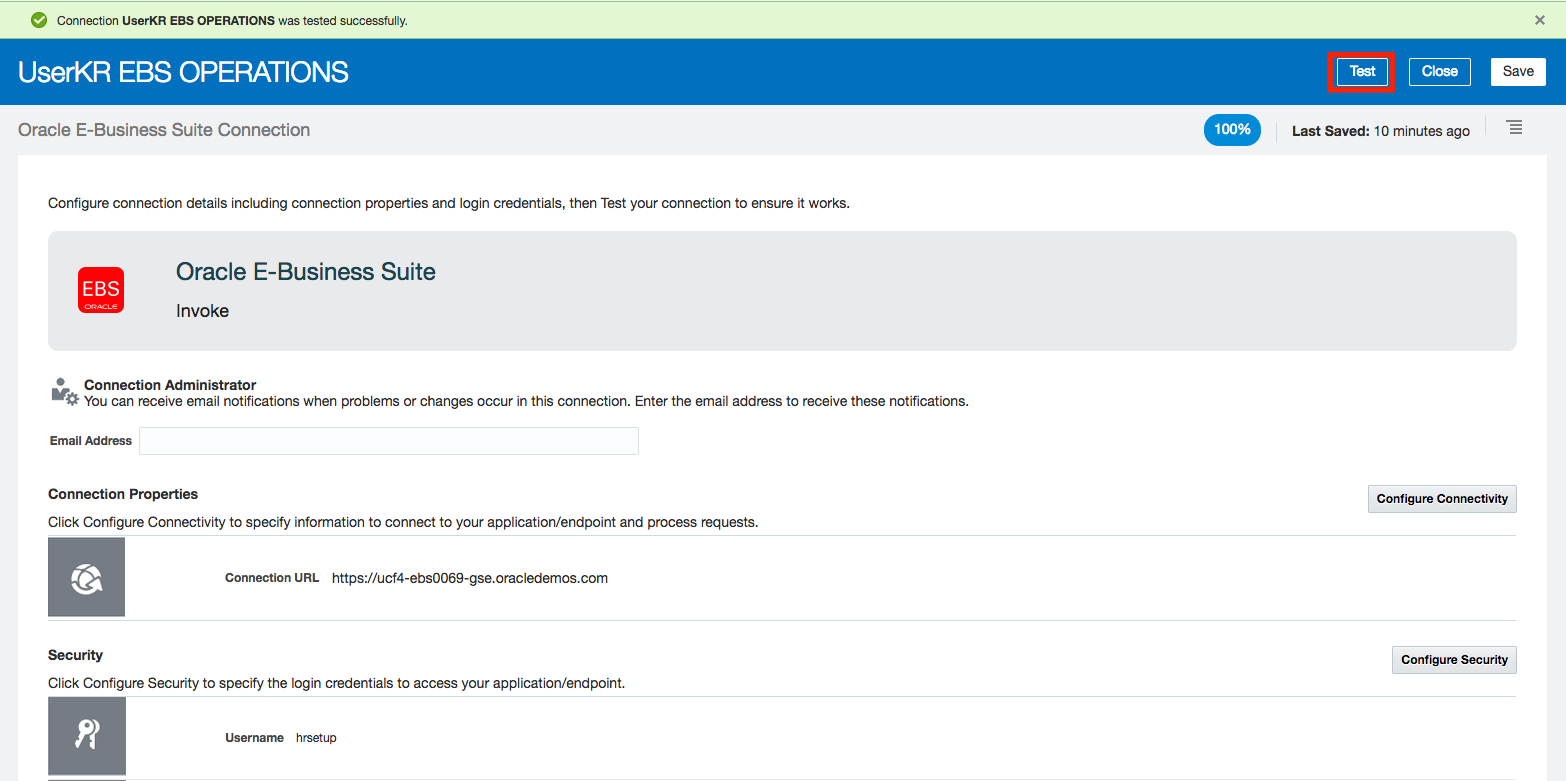 Connection UserKR EBS OPERATIONS was tested successfully.
UserKR EBS OPERATIONS
Test
Close
Save
Oracle E-Business Suite Connection
100%
Last Saved: 10 minutes ago
Configure connection details including connection properties and login credentials, then Test your connection to ensure it works.
EBS
ORACLE
Oracle E-Business Suite
Invoke
Connection Administrator
You can receive email notifications when problems or changes occur in this connection. Enter the email address to receive these notifications.
Email Address
Connection Properties
Configure Connectivity
Click Configure Connectivity to specify information to connect to your application/endpoint and process requests.
Connection URL https://ucf4-ebs0069-gse.oracledemos.com
Security
Configure Security
Click Configure Security to specify the login credentials to access your application/endpoint.
Username hrsetup